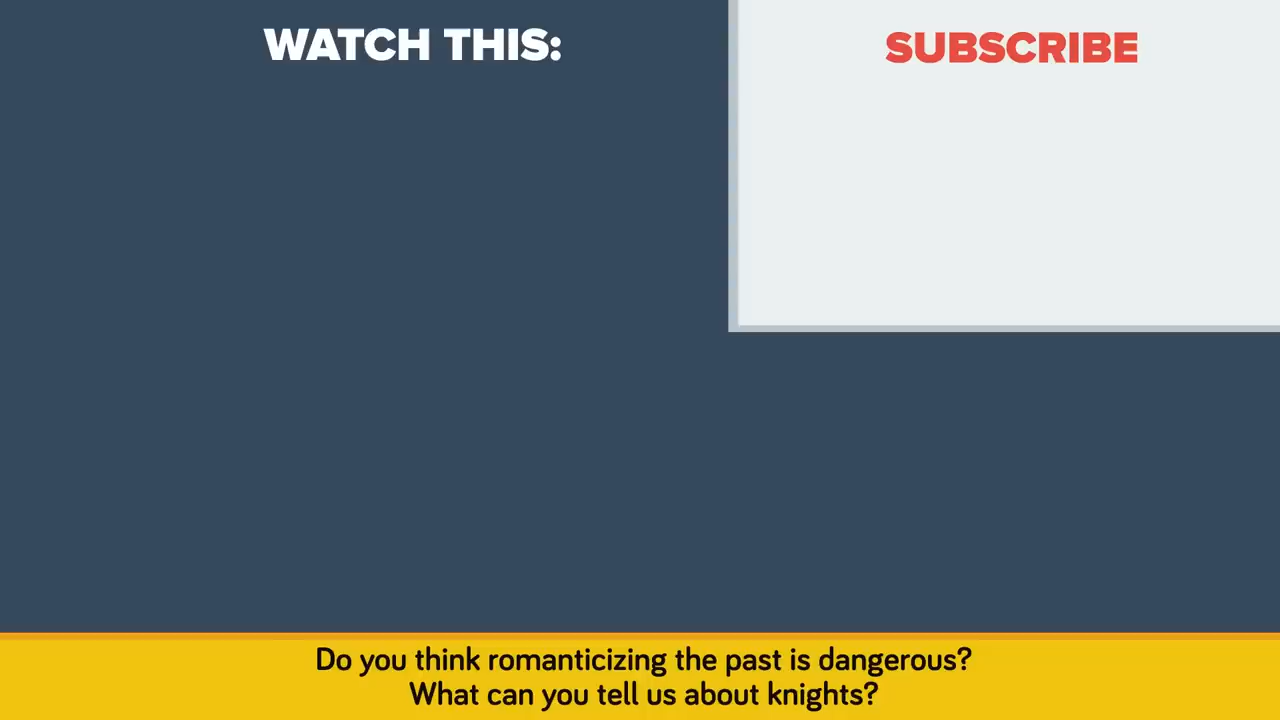 WATCH THIS:
SUBSCRIBE
Do you think romanticizing the past is dangerous?
What can you tell us about knights?